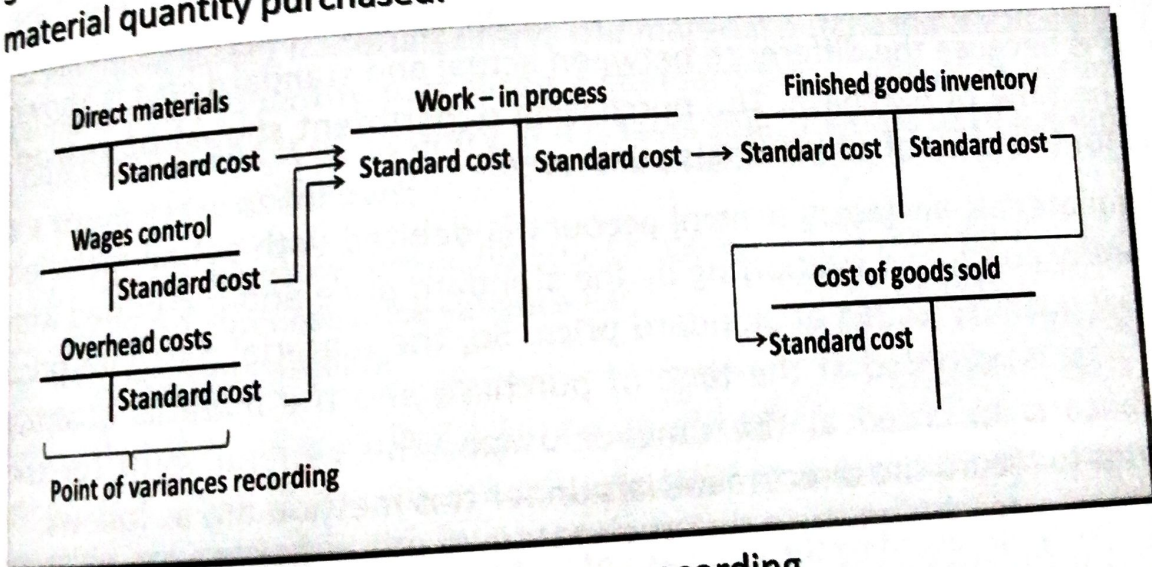 material quantity purchased.
Direct materials
Work – in process
Finished goods inventory
Standard cost
Standard cost
Standard cost
Standard cost
Standard cost
Wages control
Standard cost
Cost of goods sold
Standard cost
Overhead costs
Standard cost
Point of variances recording
recording